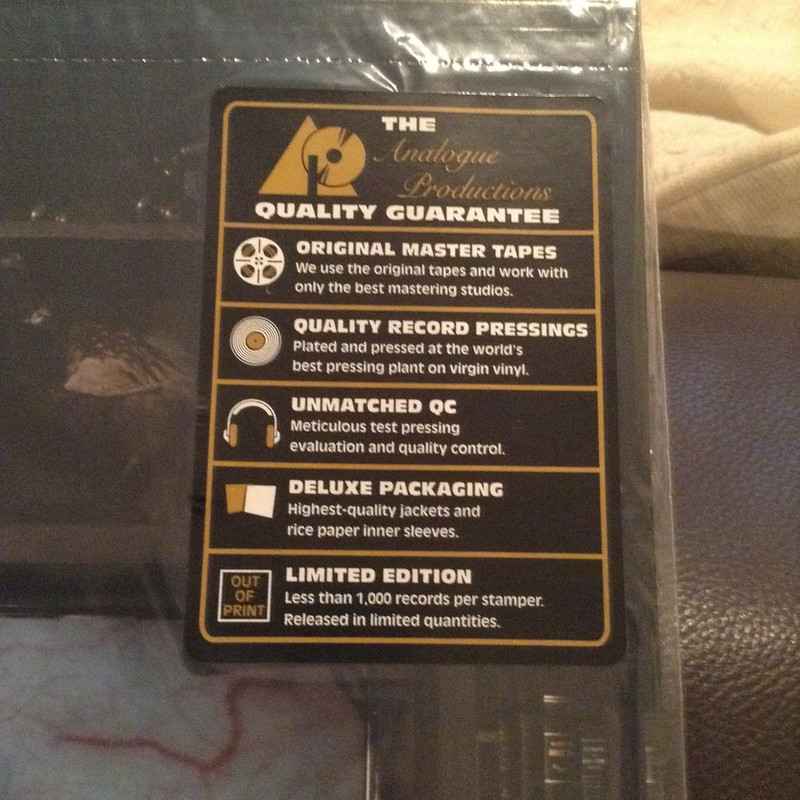 THE
Analogue
Productions
QUALITY GUARANTEE
ORIGINAL MASTER TAPES
We use the original tapes and work with
only the best mastering studios.
QUALITY RECORD PRESSINGS
Plated and pressed at the world's
best pressing plant on virgin vinyl.
UNMATCHED QC
Meticulous test pressing
evaluation and quality control.
DELUXE PACKAGING
Highest-quality jackets and
rice paper inner sleeves.
OUT
OF
PRINT
LIMITED EDITION
Less than 1,000 records per stamper.
Released in limited quantities.